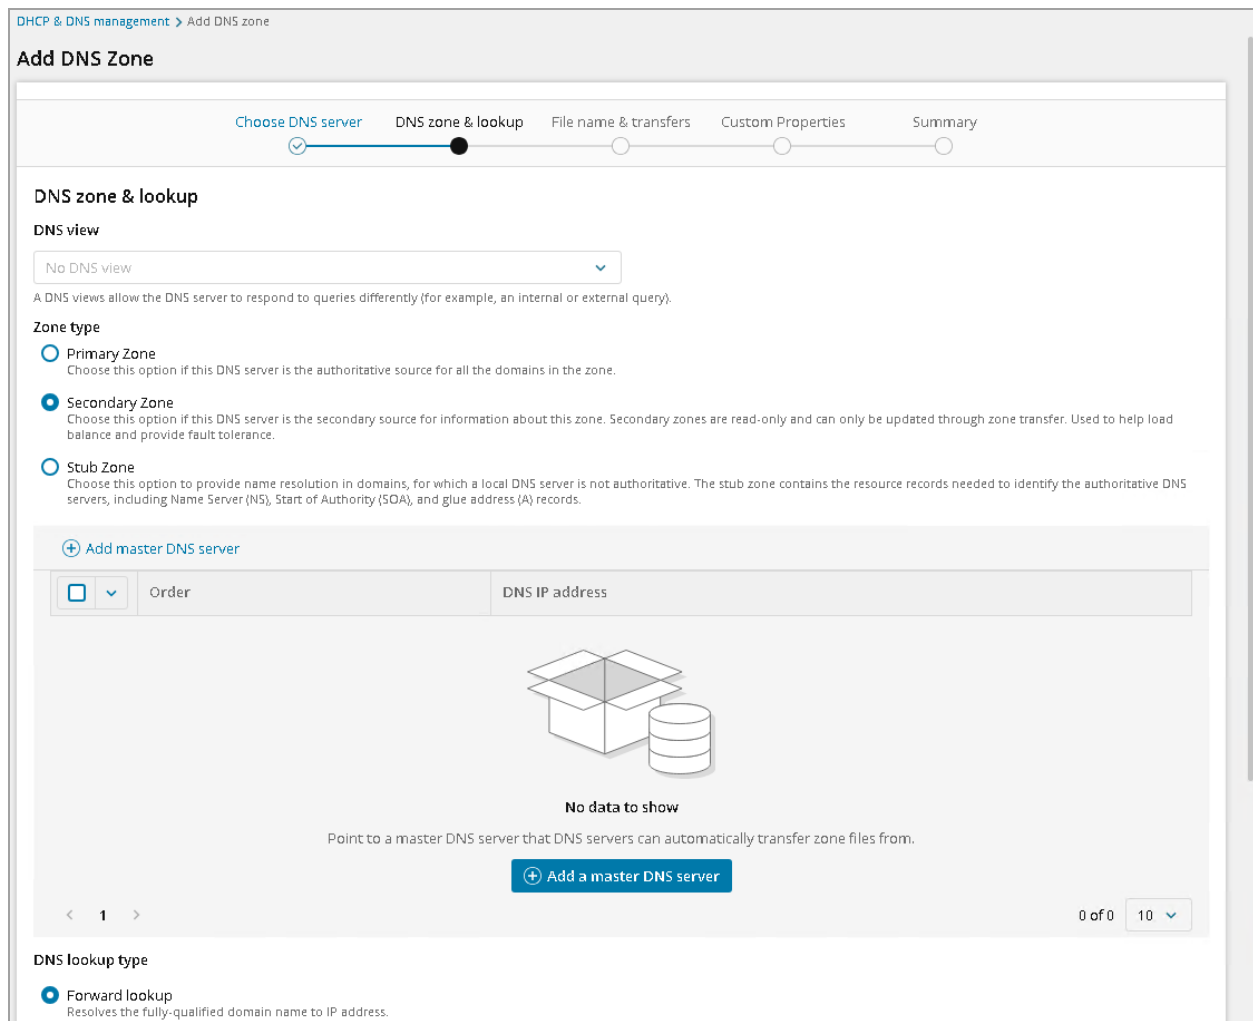 DHCP & DNS management > Add DNS zone
Add DNS Zone
Choose DNS server DNS zone & lookup File name & transfers Custom Properties Summary
DNS zone & lookup
DNS view
No DNS view
A DNS views allow the DNS server to respond to queries differently (for example, an internal or external query).
Zone type
Primary Zone
Choose this option if this DNS server is the authoritative source for all the domains in the zone.
Secondary Zone
Choose this option if this DNS server is the secondary source for information about this zone. Secondary zones are read-only and can only be updated through zone transfer. Used to help load
balance and provide fault tolerance.
Stub Zone
Choose this option to provide name resolution in domains, for which a local DNS server is not authoritative. The stub zone contains the resource records needed to identify the authoritative DNS
servers, including Name Server (NS), Start of Authority (SOA), and glue address (A) records.
Add master DNS server
Order DNS IP address
No data to show
Point to a master DNS server that DNS servers can automatically transfer zone files from.
Add a master DNS server
< 1 > 0 of 0 10
DNS lookup type
Forward lookup
Resolves the fully-qualified domain name to IP address.